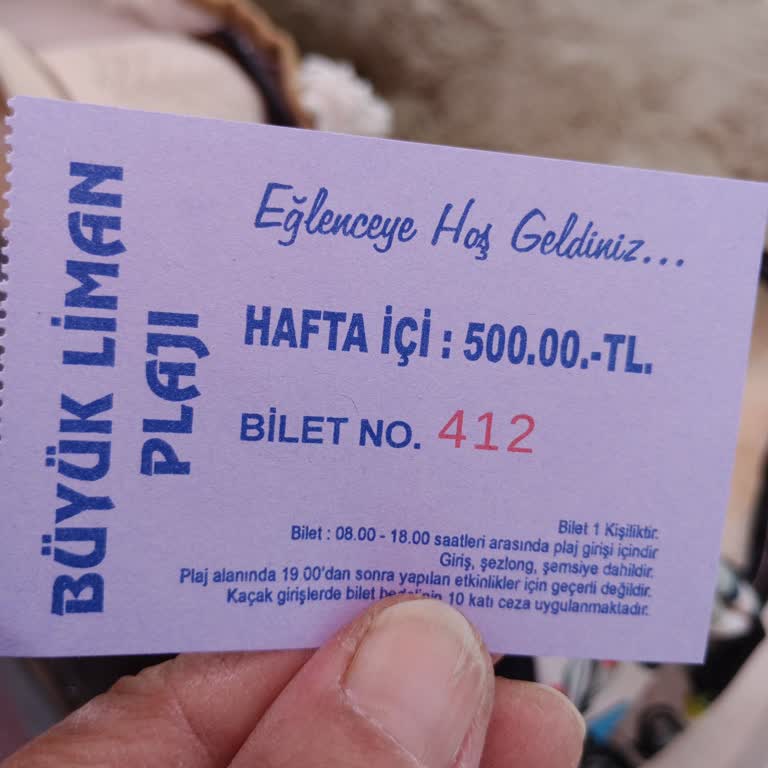 BÜYÜK LİMAN
PLAJI
Eğlenceye Hoş Geldiniz...
HAFTA İÇİ : 500.00.-TL.
BİLET NO. 412
Bilet 1 Kişiliktir.
Bilet : 08.00 - 18.00 saatleri arasında plaj girişi içindir
Giriş, şezlong, şemsiye dahildir.
Plaj alanında 19 00'dan sonra yapılan etkinlikler için geçerli değildir.
Kaçak girişlerde bilet 10 katı ceza uygulanmaktadır.